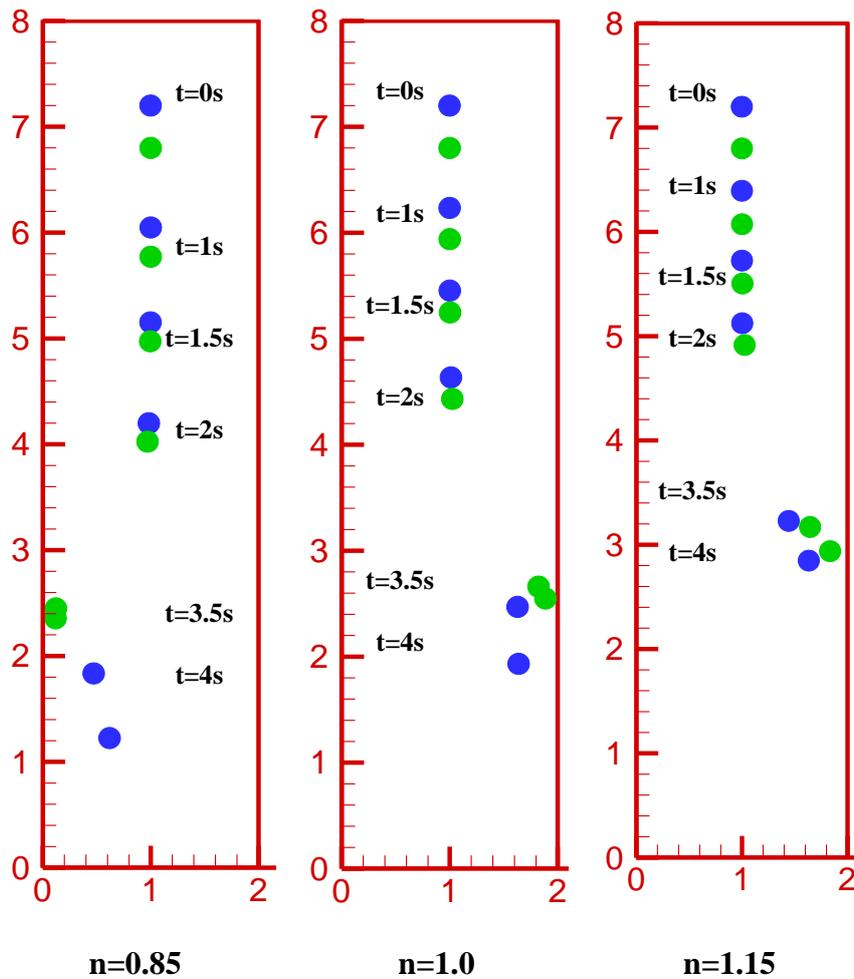 8
7
6
5
4
3
2
1
0
0 1 2
t=0s
t=1s
t=1.5s
t=2s
t=3.5s
t=4s
n=0.85
8
7
6
5
4
3
2
1
0
0 1 2
t=0s
t=1s
t=1.5s
t=2s
t=3.5s
t=4s
n=1.0
8
7
6
5
4
3
2
1
0
0 1 2
t=0s
t=1s
t=1.5s
t=2s
t=3.5s
t=4s
n=1.15